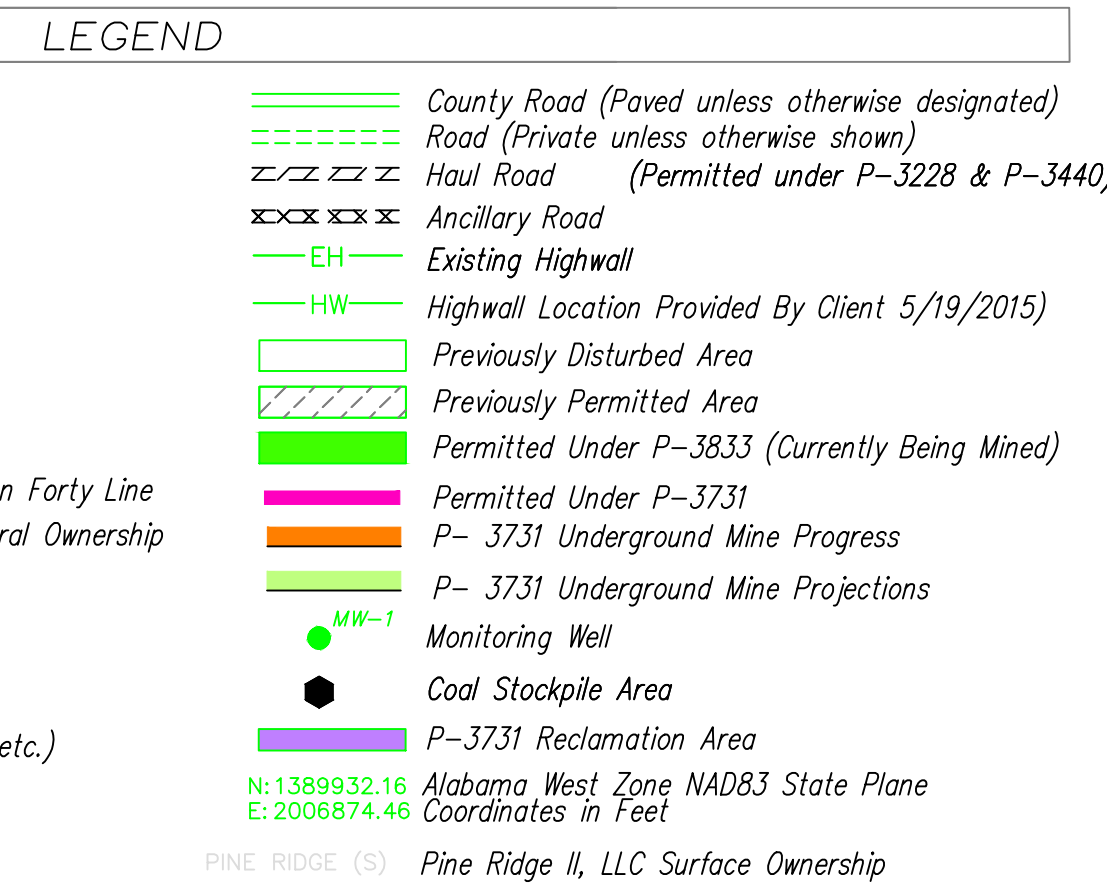 LEGEND
County Road (Paved unless otherwise designated)
Road (Private unless otherwise shown)
Haul Road (Permitted under P-3228 & P-3440)
Ancillary Road
EH Existing Highwall
HW Highwall Location Provided By Client 5/19/2015)
Previously Disturbed Area
Previously Permitted Area
Permitted Under P-3833 (Currently Being Mined)
n Forty Line
Permitted Under P-3731
ral Ownership
P- 3731 Underground Mine Progress
P- 3731 Underground Mine Projections
MW-1
Monitoring Well
Coal Stockpile Area
etc.)
P-3731 Reclamation Area
N: 1389932.16 Alabama West Zone NAD83 State Plane
E: 2006874.46 Coordinates in Feet
PINE RIDGE (S) Pine Ridge II, LLC Surface Ownership